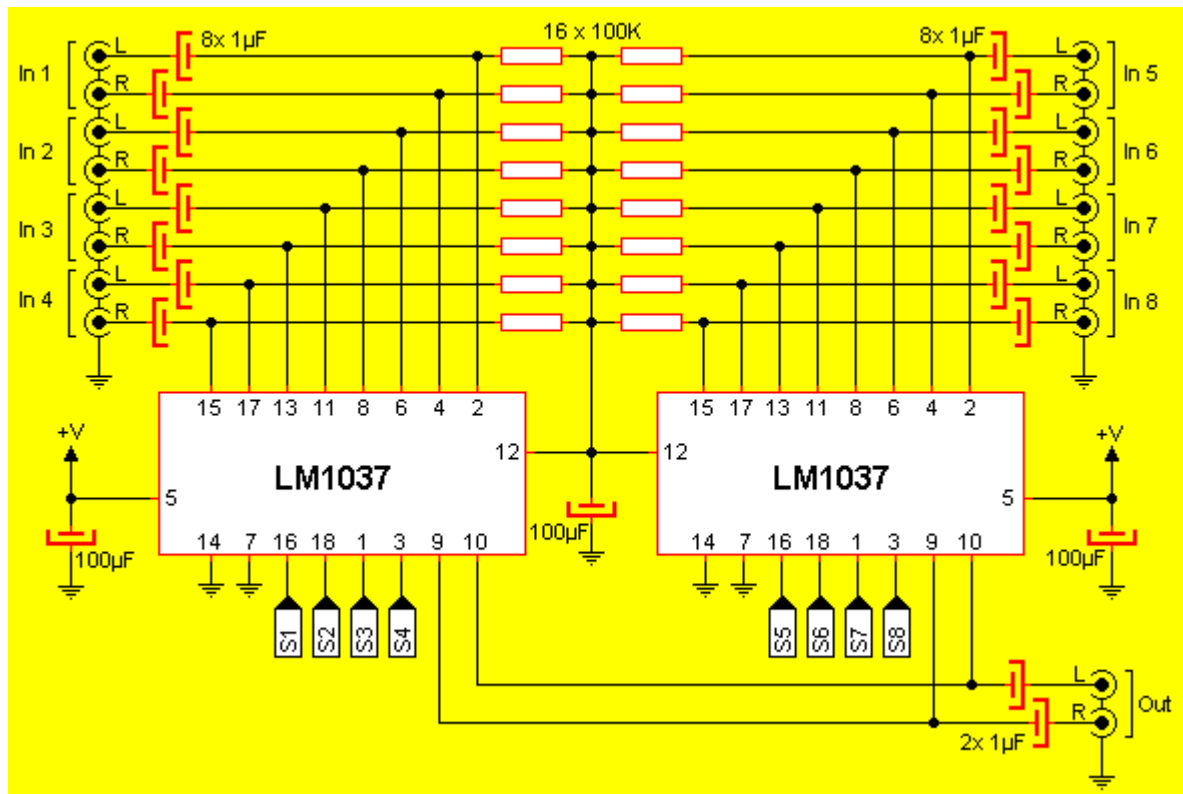 8x 1µF 16 x 100K 8x 1µF
L L
In 1 In 5
R R
L L
In 2 In 6
R R
L L
In 3 In 7
R R
L L
In 4 In 8
R R
15 17 13 11 8 6 4 2 15 17 13 11 8 6 4 2
+V +V
12 12
LM1037 LM1037
5 5
100µF
14 7 16 18 1 3 9 10 14 7 16 18 1 3 9 10
100µF 100µF
S1 S2 S3 S4 S5 S6 S7 S8
L
Out
R
2x 1µF